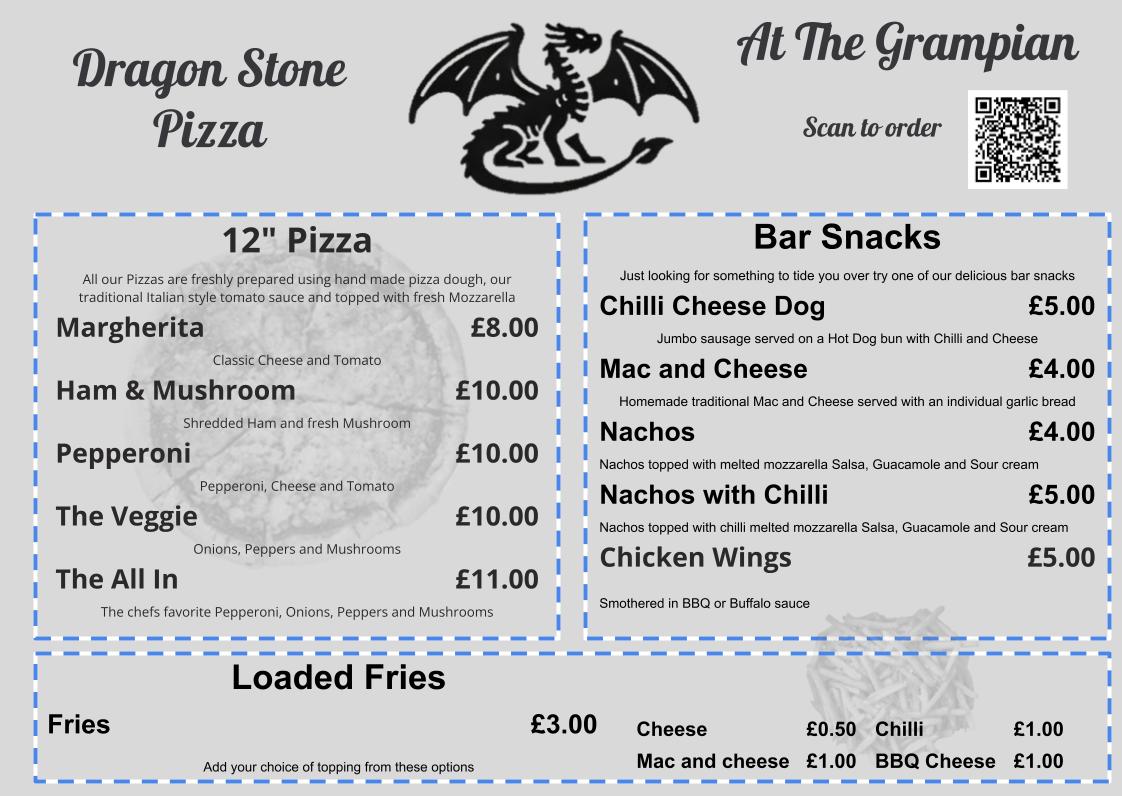 Dragon Stone
Pizza
At The Grampian
Scan to order
12" Pizza
All our Pizzas are freshly prepared using hand made pizza dough, our
traditional Italian style tomato sauce and topped with fresh Mozzarella
Margherita £8.00
Classic Cheese and Tomato
Ham & Mushroom £10.00
Shredded Ham and fresh Mushroom
Pepperoni £10.00
Pepperoni, Cheese and Tomato
The Veggie £10.00
Onions, Peppers and Mushrooms
The All In £11.00
The chefs favorite Pepperoni, Onions, Peppers and Mushrooms
Bar Snacks
Just looking for something to tide you over try one of our delicious bar snacks
Chilli Cheese Dog £5.00
Jumbo sausage served on a Hot Dog bun with Chilli and Cheese
Mac and Cheese £4.00
Homemade traditional Mac and Cheese served with an individual garlic bread
Nachos £4.00
Nachos topped with melted mozzarella Salsa, Guacamole and Sour cream
Nachos with Chilli £5.00
Nachos topped with chilli melted mozzarella Salsa, Guacamole and Sour cream
Chicken Wings £5.00
Smothered in BBQ or Buffalo sauce
Loaded Fries
Fries £3.00
Add your choice of topping from these options
Cheese £0.50 Chilli £1.00
Mac and cheese £1.00 BBQ Cheese £1.00